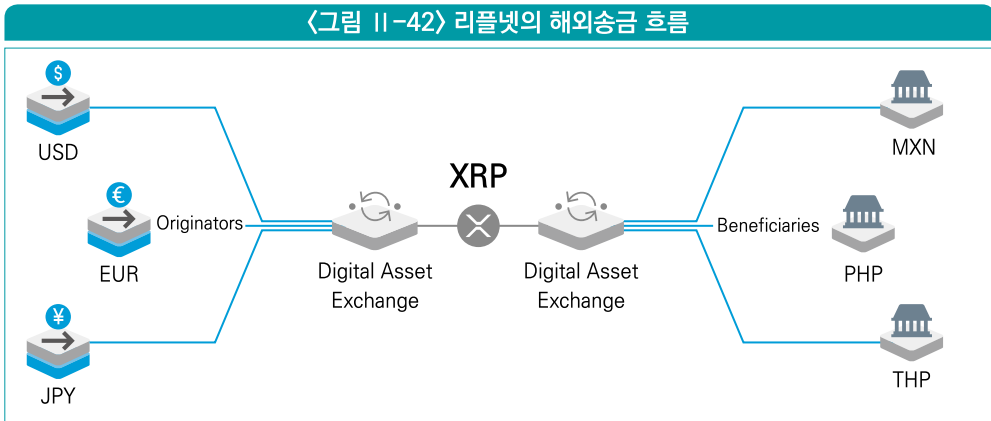 <그림 Ⅱ-42> 리플넷의 해외송금 흐름
$
USD
€
EUR
Originators
¥
JPY
Digital Asset
Exchange
XRP
Digital Asset
Exchange
Beneficiaries
MXN
PHP
THP